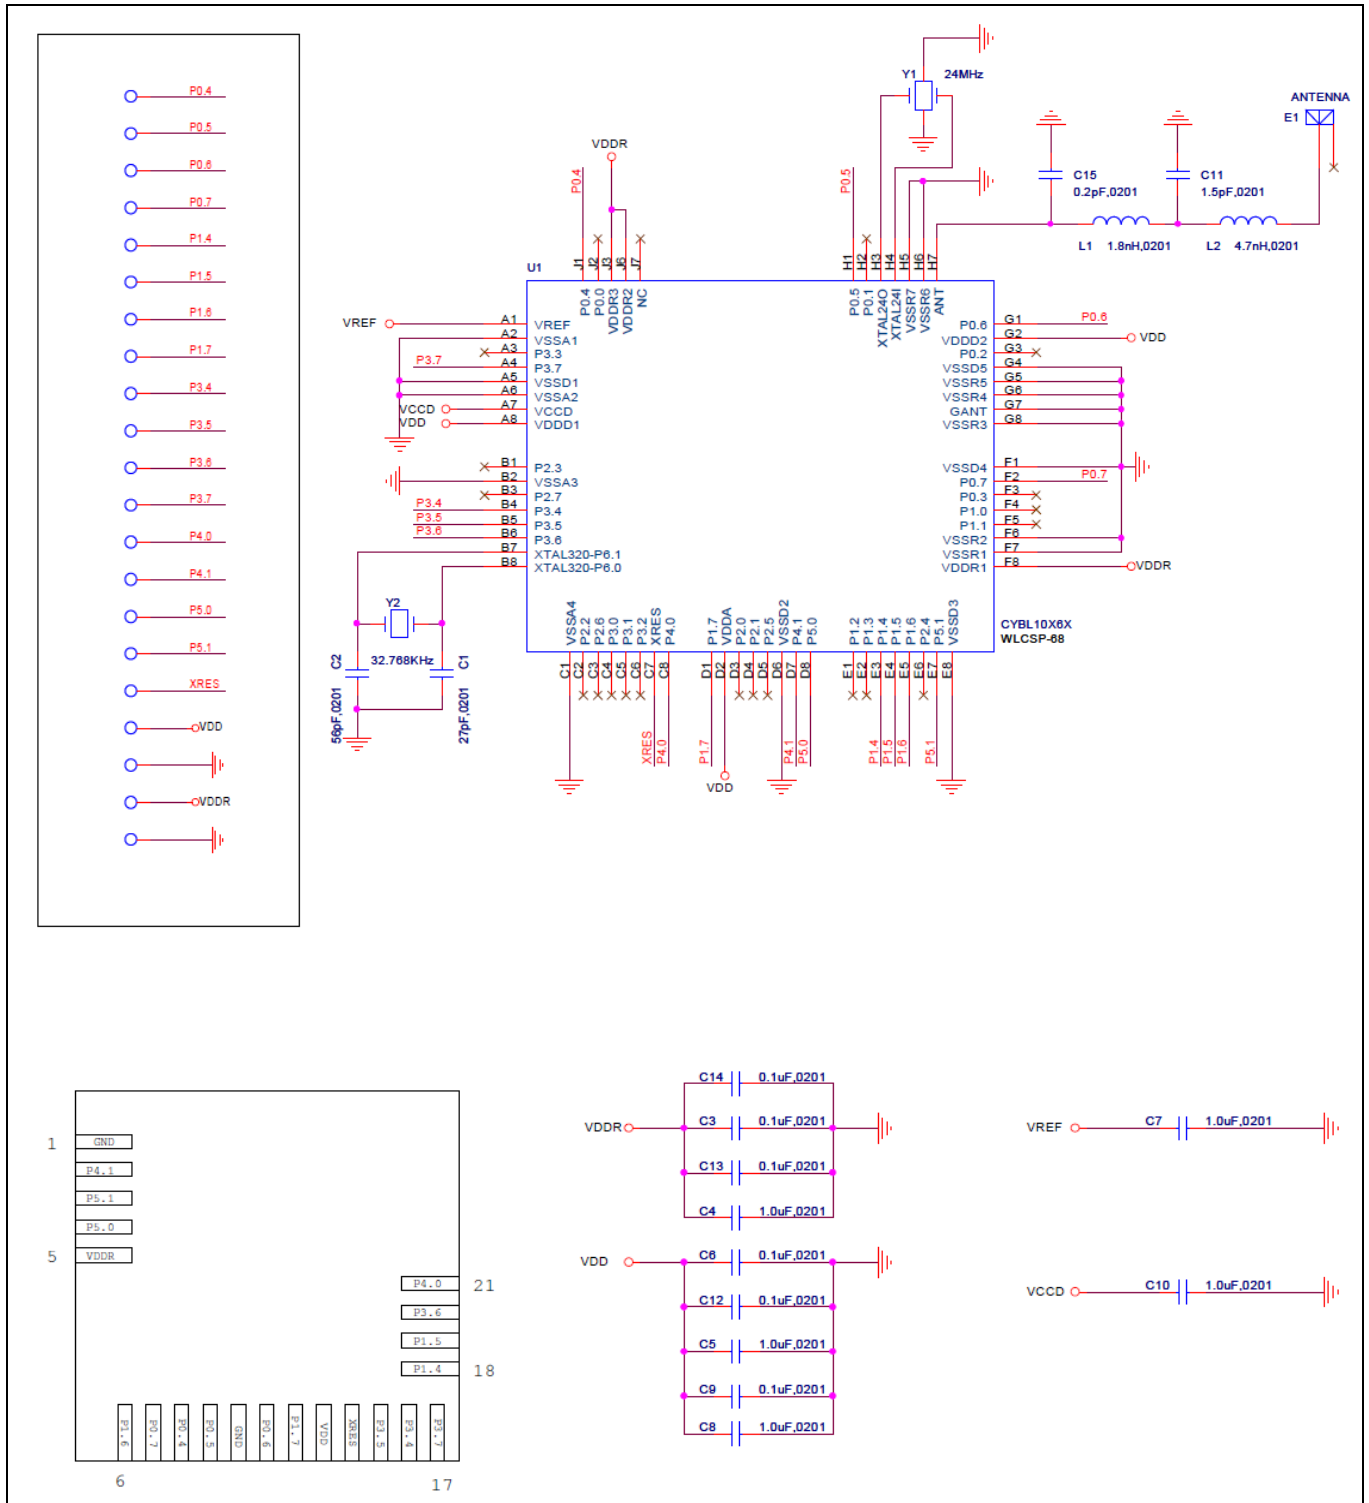 P0.4
P0.5
P0.6
P0.7
P1.4
P1.5
P1.6
P1.7
P3.4
P3.5
P3.6
P3.7
P4.0
P4.1
P5.0
P5.1
XRES
VDD
VDDR
Y1 24MHz
ANTENNA
E1
C15
0.2pF,0201
C11
1.5pF,0201
L1 1.8nH,0201
L2 4.7nH,0201
VDDR
P0.4
P0.5
J1 J2 J3 J6 J7
H1 H2 H3 H4 H5 H6 H7
U1
P0.4 P0.0 VDDR3 VDDR2 NC
P0.5 P0.1 XTAL24O XTAL24I VSSR7 VSSR6 ANT
VREF A1 VREF
A2 VSSA1
A3 P3.3
P3.7 A4 P3.7
A5 VSSD1
A6 VSSA2
VCCD A7 VCCD
VDD A8 VDDD1
B1 P2.3
B2 VSSA3
B3 P2.7
P3.4 B4 P3.4
P3.5 B5 P3.5
P3.6 B6 P3.6
B7 XTAL320-P6.1
B8 XTAL320-P6.0
P0.6 G1 P0.6
VDDD2 G2 VDD
P0.2 G3
VSSD5 G4
VSSR5 G5
VSSR4 G6
GANT G7
VSSR3 G8
VSSD4 F1
P0.7 F2 P0.7
P0.3 F3
P1.0 F4
P1.1 F5
VSSR2 F6
VSSR1 F7
VDDR1 F8 VDDR
Y2
32.768KHz
C2
56pF,0201
C1
27pF,0201
VSSA4 P2.2 P2.6 P3.0 P3.1 P3.2 XRES P4.0
C1 C2 C3 C4 C5 C6 C7 C8
XRES P4.0
P1.7 VDDA P2.0 P2.1 P2.5 VSSD2 P4.1 P5.0
D1 D2 D3 D4 D5 D6 D7 D8
P1.7 VDD P4.1 P5.0
P1.2 P1.3 P1.4 P1.5 P1.6 P2.4 P5.1 VSSD3
E1 E2 E3 E4 E5 E6 E7 E8
P1.4 P1.5 P1.6 P5.1
CYBL10X6X
WLCSP-68
1 GND
P4.1
P5.1
P5.0
5 VDDR
P4.0 21
P3.6
P1.5
P1.4 18
P1.6 P0.7 P0.4 P0.5 GND P0.6 P1.7 VDD XRES P3.5 P3.4 P3.7
6 17
VDDR
C14 0.1uF,0201
C3 0.1uF,0201
C13 0.1uF,0201
C4 1.0uF,0201
VDD
C6 0.1uF,0201
C12 0.1uF,0201
C5 1.0uF,0201
C9 0.1uF,0201
C8 1.0uF,0201
VREF C7 1.0uF,0201
VCCD C10 1.0uF,0201